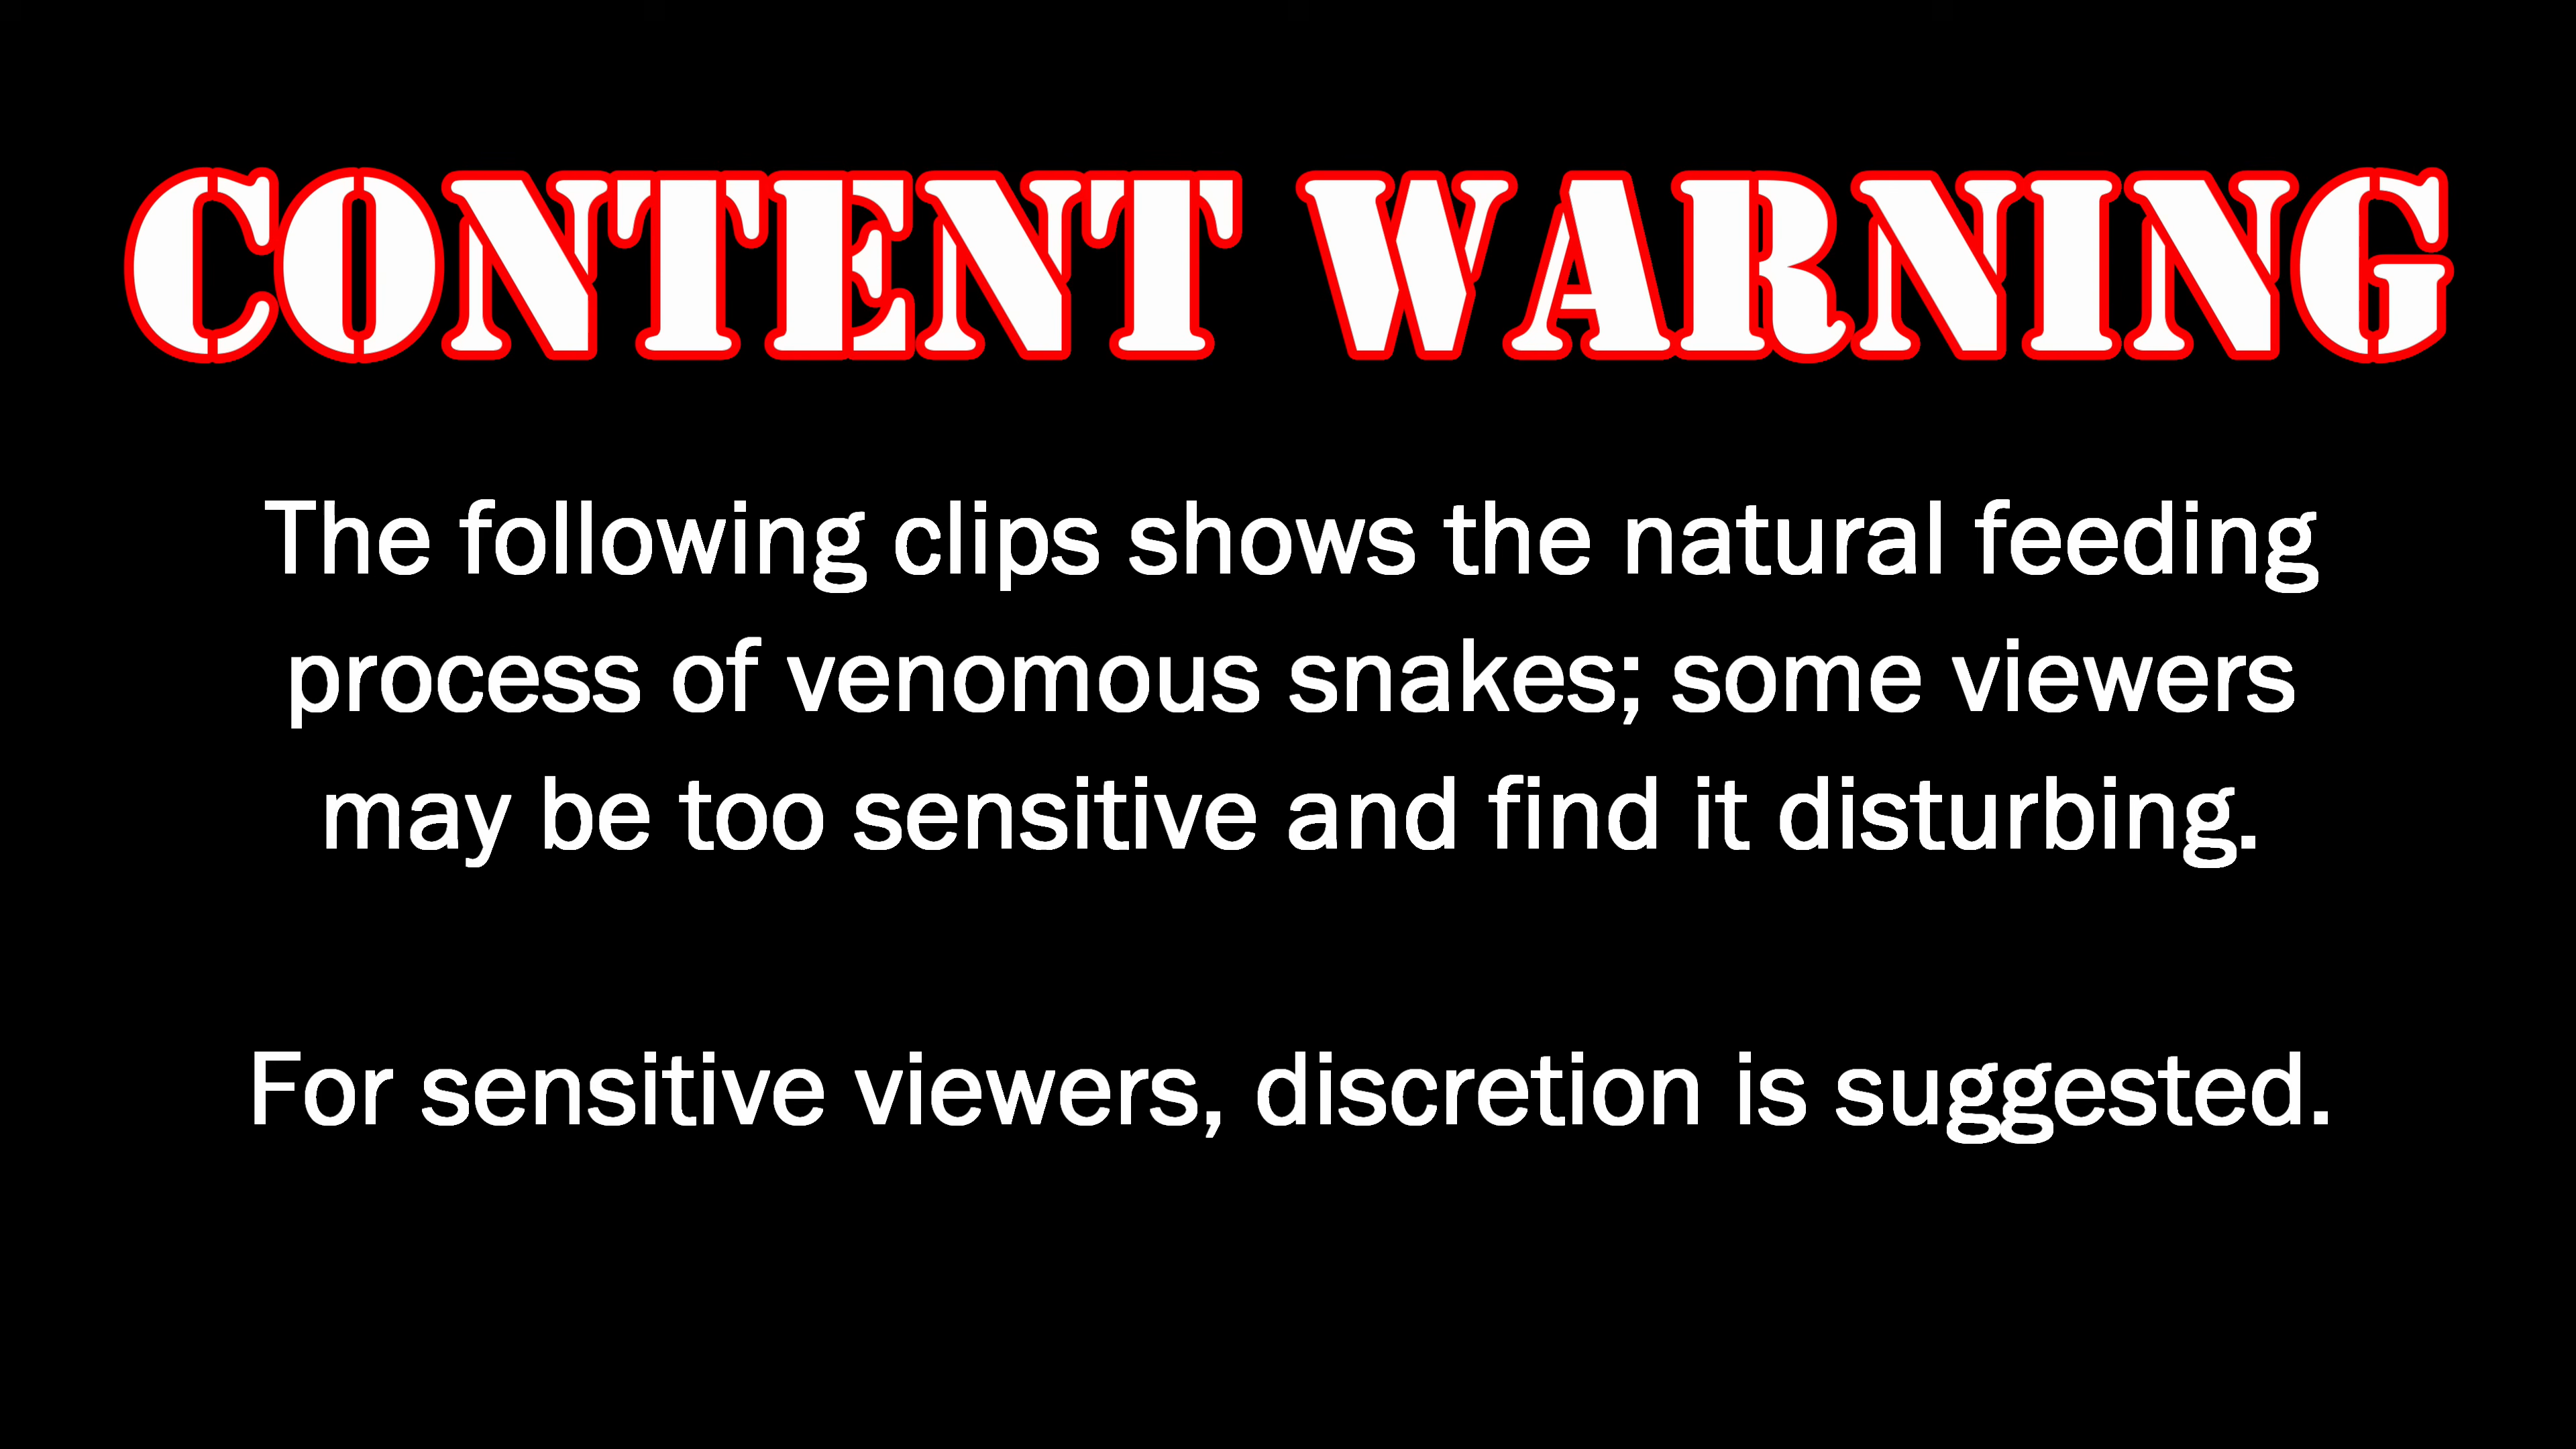 CONTENT WARNING
The following clips shows the natural feeding
process of venomous snakes; some viewers
may be too sensitive and find it disturbing.
For sensitive viewers, discretion is suggested.